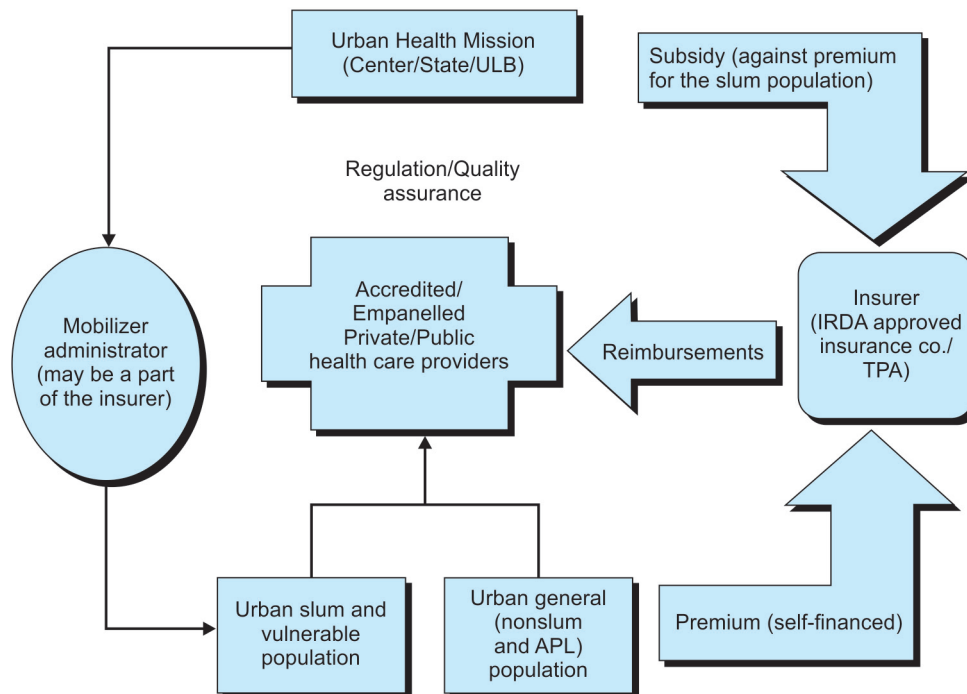 Urban Health Mission
(Center/State/ULB)
Subsidy (against premium
for the slum population)
Regulation/Quality
assurance
Mobilizer
administrator
(may be a part
of the insurer)
Accredited/
Empanelled
Private/Public
health care providers
Reimbursements
Insurer
(IRDA approved
insurance co./
TPA)
Urban slum and
vulnerable
population
Urban general
(nonslum
and APL)
population
Premium (self-financed)